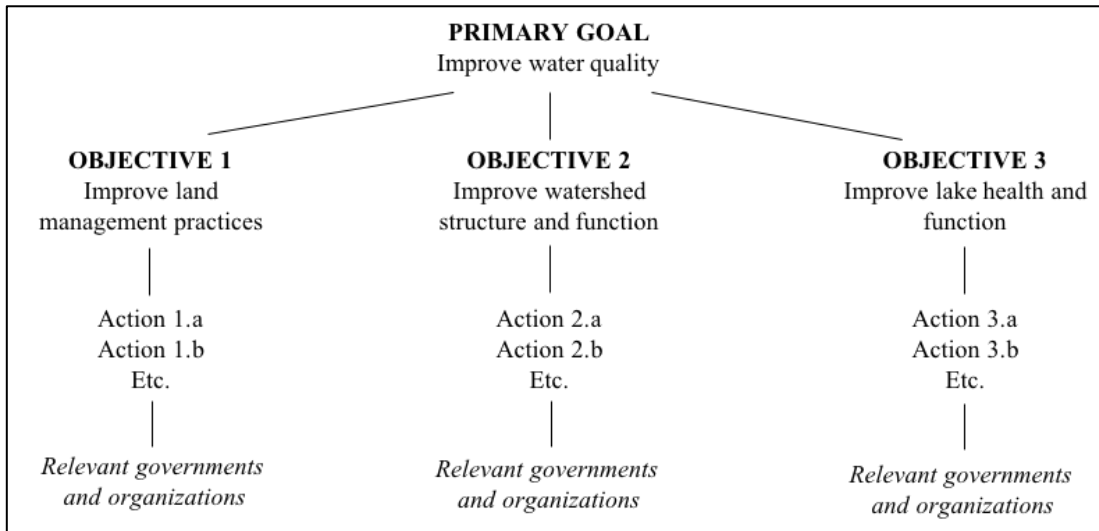 PRIMARY GOAL
Improve water quality
OBJECTIVE 1
Improve land
management practices
Action 1.a
Action 1.b
Etc.
Relevant governments
and organizations
OBJECTIVE 2
Improve watershed
structure and function
Action 2.a
Action 2.b
Etc.
Relevant governments
and organizations
OBJECTIVE 3
Improve lake health and
function
Action 3.a
Action 3.b
Etc.
Relevant governments
and organizations